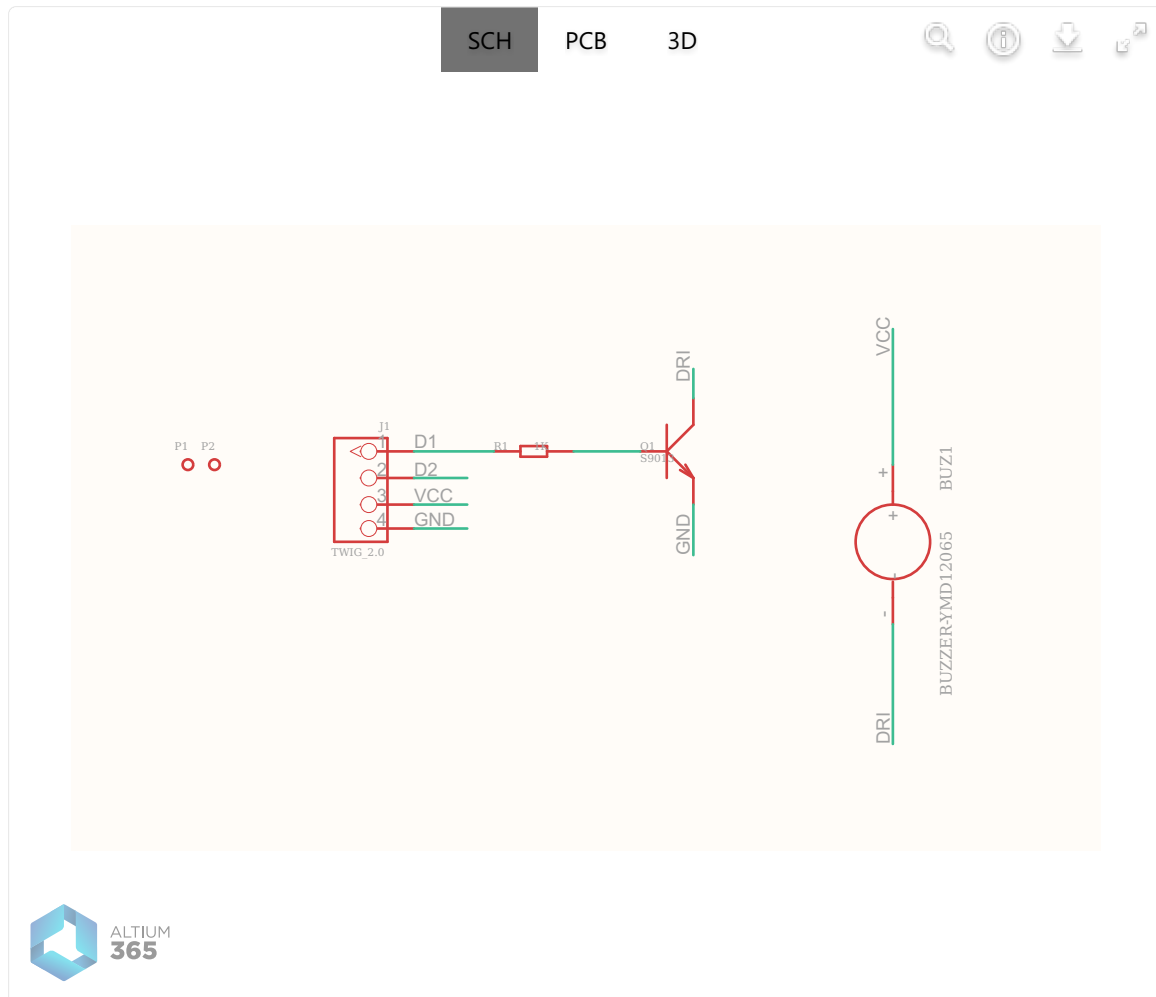 SCH
PCB
3D
VCC
DRI
J1
P1
P2
1
D1
R1
1K
Q1
BUZ1
2
D2
+
3
VCC
4
GND
GND
+
TWIG_2.0
BUZZER-YMD12065
-
DRI
ALTIUM
365